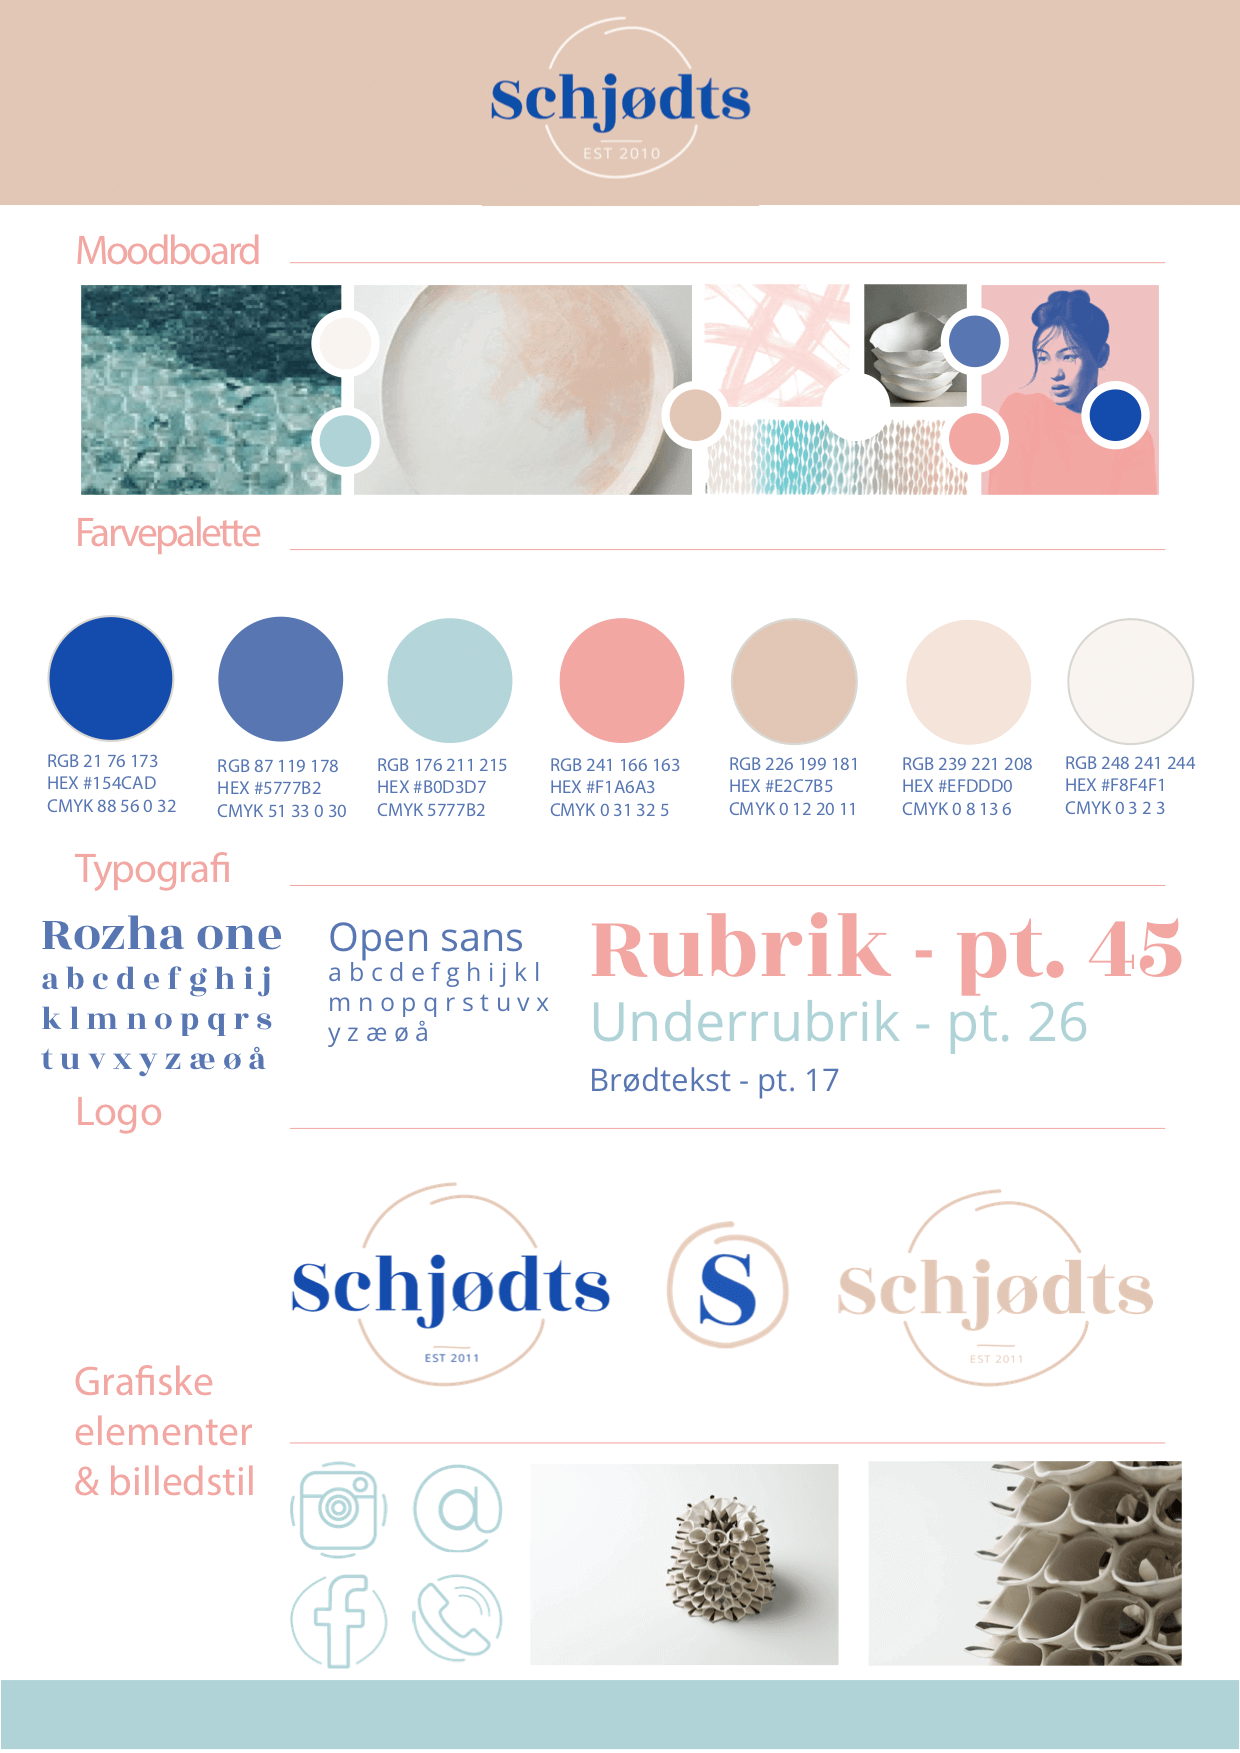 Schjødts
EST 2010
Moodboard
Farvepalette
RGB 21 76 173
HEX #154CAD
CMYK 88 56 0 32
RGB 87 119 178
HEX #5777B2
CMYK 51 33 0 30
RGB 176 211 215
HEX #B0D3D7
CMYK 5777B2
RGB 241 166 163
HEX #F1A6A3
CMYK 0 31 32 5
RGB 226 199 181
HEX #E2C7B5
CMYK 0 12 20 11
RGB 239 221 208
HEX #EFDDD0
CMYK 0 8 13 6
RGB 248 241 244
HEX #F8F4F1
CMYK 0 3 2 3
Typografi
Rozha one
a b c d e f g h i j
k l m n o p q r s
t u v x y z æ ø å
Open sans
a b c d e f g h i j k l
m n o p q r s t u v x
y z æ ø å
Rubrik - pt. 45
Underrubrik - pt. 26
Brødtekst - pt. 17
Logo
Schjødts
EST 2011
S
Schjødts
EST 2011
Grafiske
elementer
& billedstil